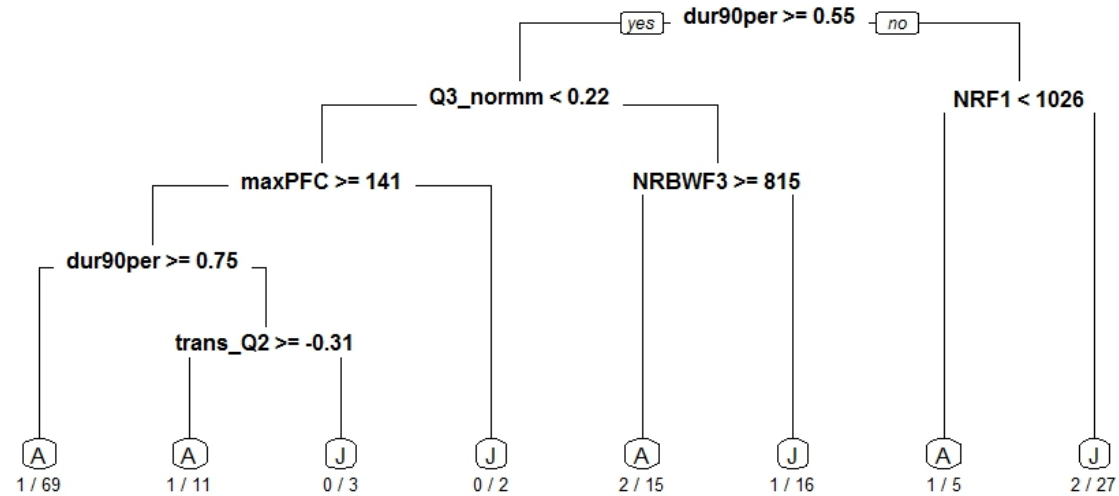 yes dur90per >= 0.55 no
Q3_normm < 0.22 NRF1 < 1026
maxPFC >= 141 NRBWF3 >= 815
dur90per >= 0.75
trans_Q2 >= -0.31
A A J J A J A J
1 / 69 1 / 11 0 / 3 0 / 2 2 / 15 1 / 16 1 / 5 2 / 27